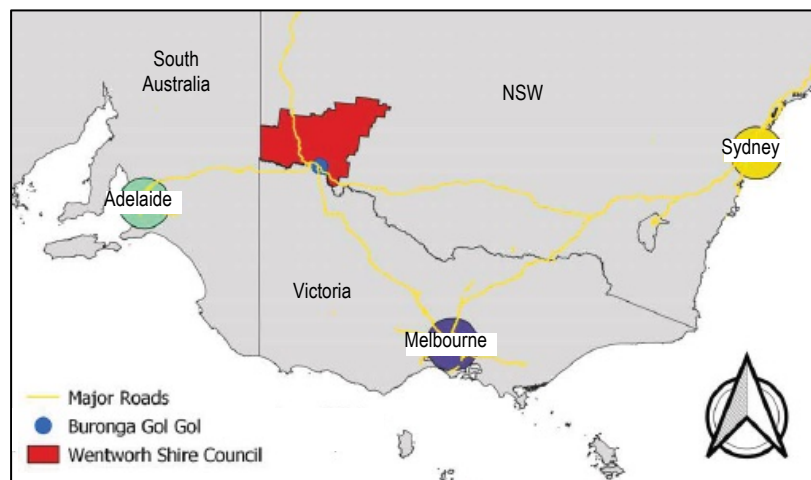 South
Australia
NSW
Sydney
Adelaide
Victoria
Melbourne
Major Roads
Buronga Gol Gol
Wentworh Shire Council